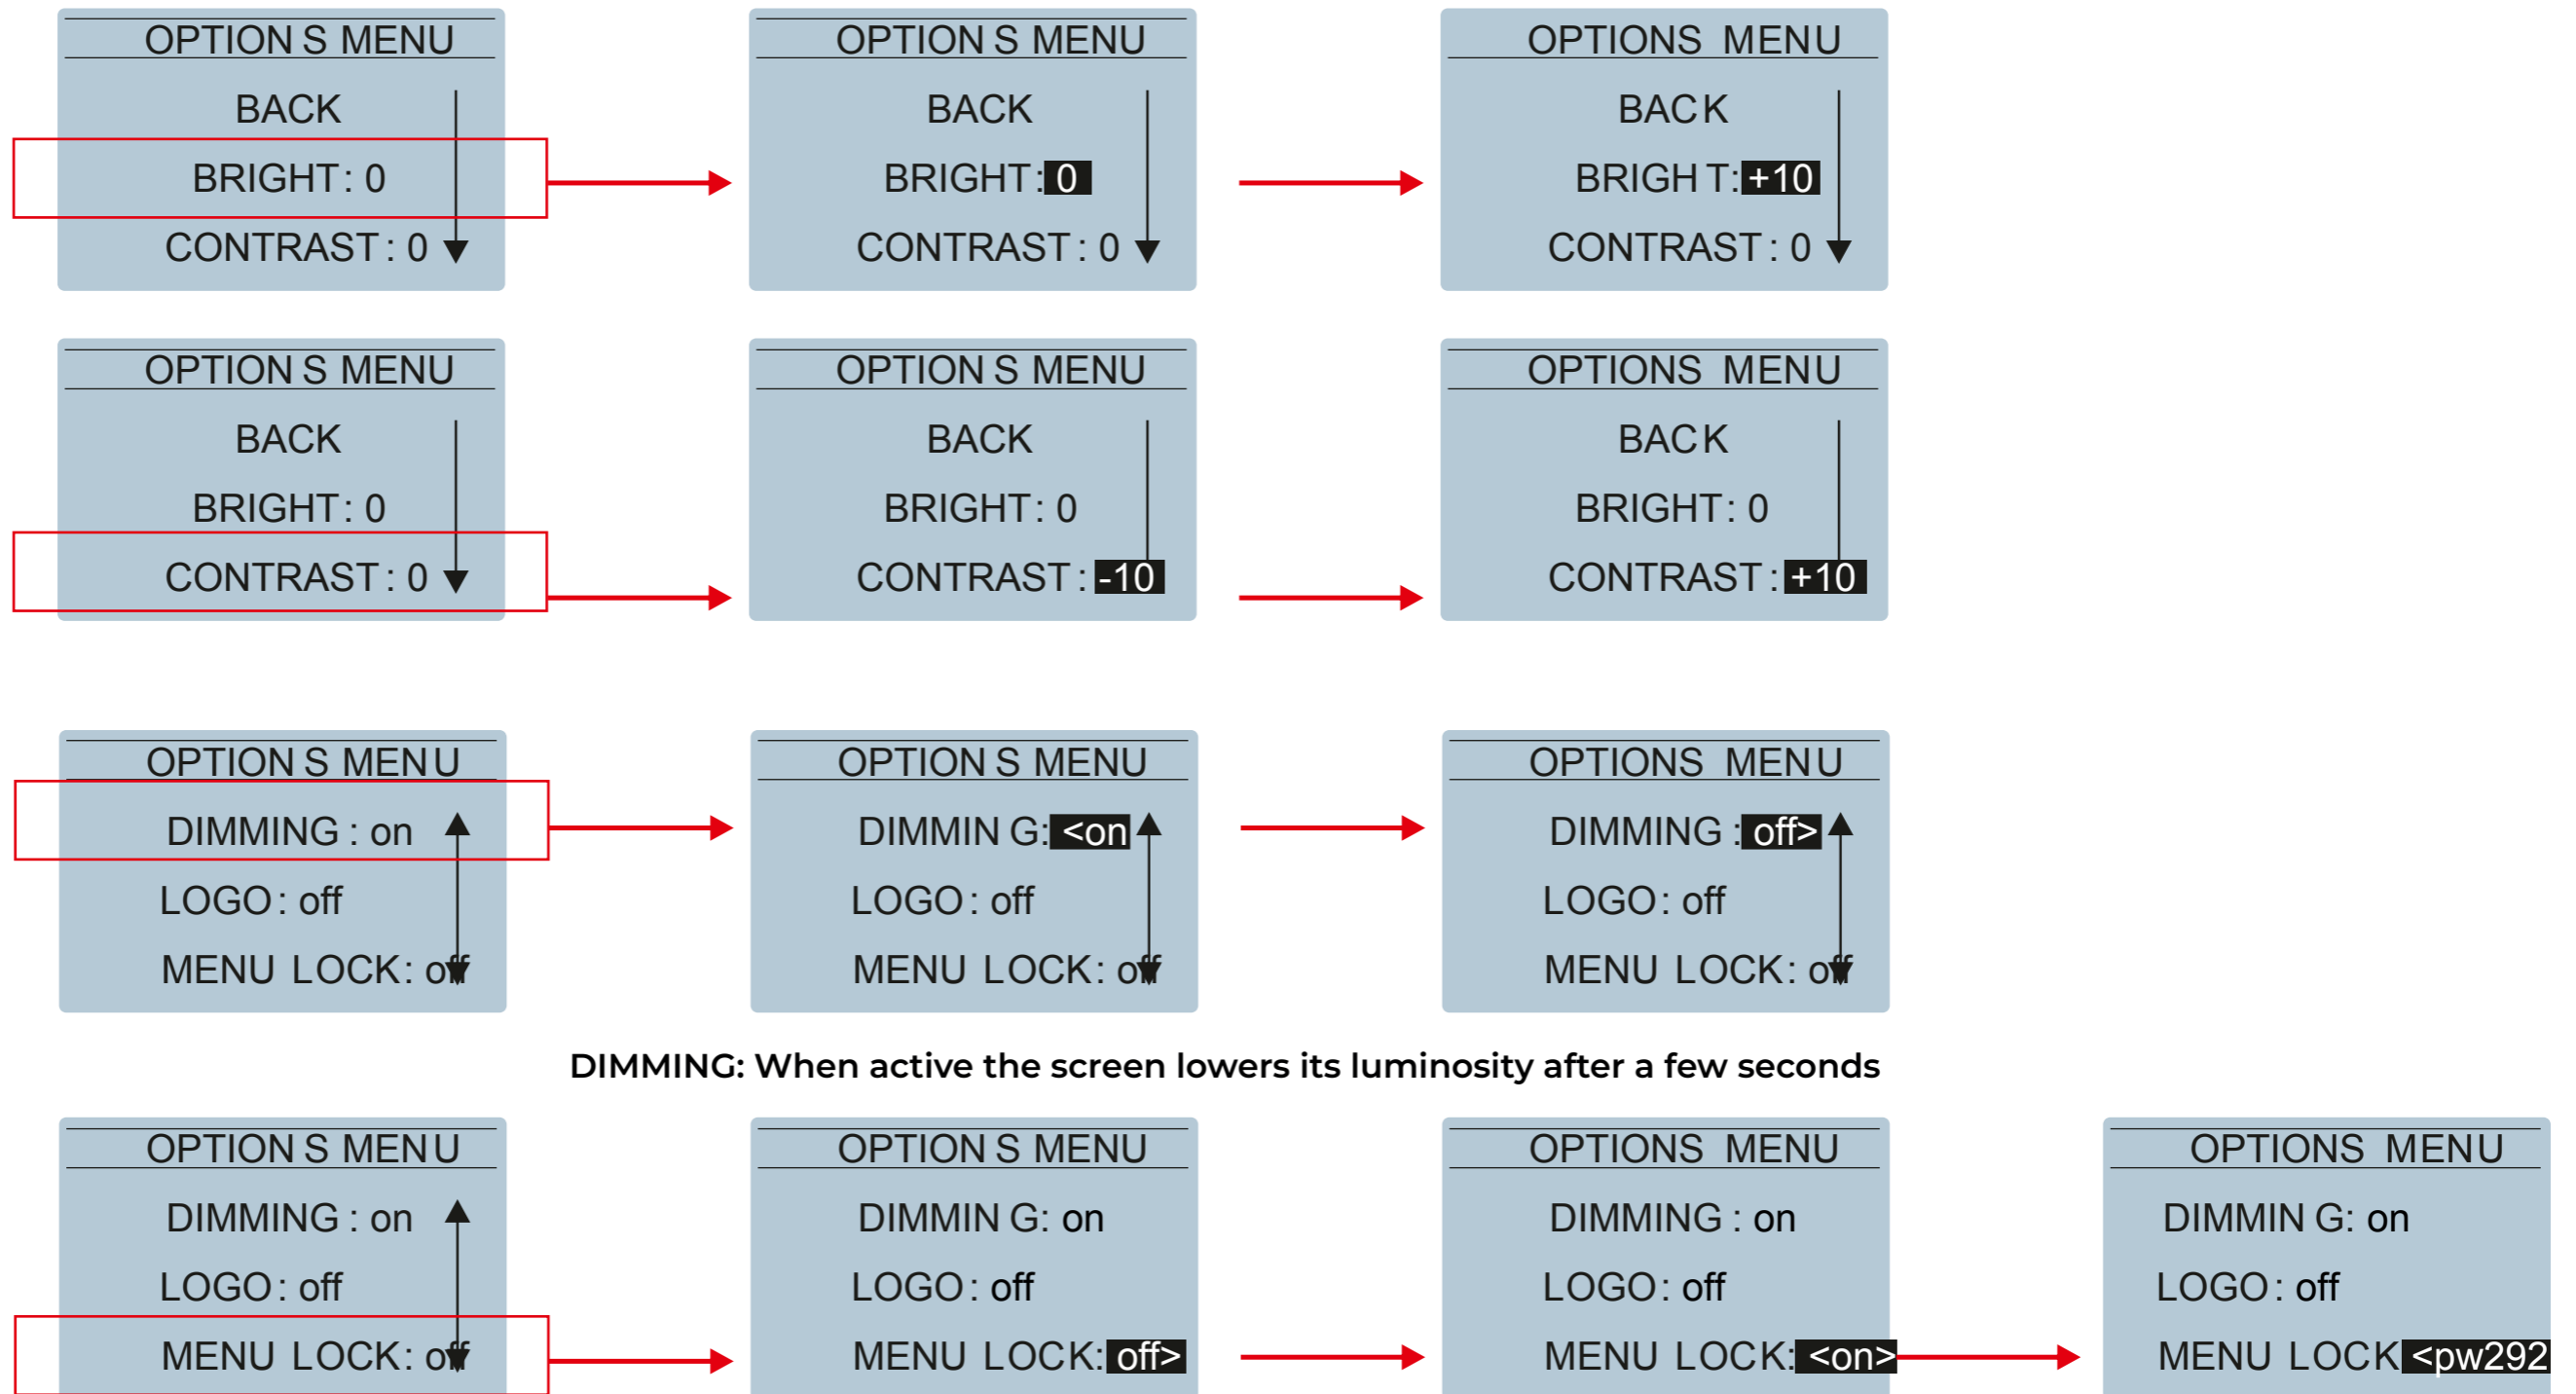 OPTION S MENU
BACK
BRIGHT: 0
CONTRAST: 0
OPTION S MENU
BACK
BRIGHT: 0
CONTRAST: 0
OPTIONS MENU
BACK
BRIGH T: +10
CONTRAST: 0
OPTION S MENU
BACK
BRIGHT: 0
CONTRAST: 0
OPTION S MENU
BACK
BRIGHT: 0
CONTRAST: -10
OPTIONS MENU
BACK
BRIGHT: 0
CONTRAST: +10
OPTION S MENU
DIMMING : on
LOGO: off
MENU LOCK: off
OPTION S MENU
DIMMIN G: <on
LOGO: off
MENU LOCK: off
OPTIONS MENU
DIMMING : off>
LOGO: off
MENU LOCK: off
DIMMING: When active the screen lowers its luminosity after a few seconds
OPTION S MENU
DIMMING : on
LOGO: off
MENU LOCK: off
OPTION S MENU
DIMMIN G: on
LOGO: off
MENU LOCK: off>
OPTIONS MENU
DIMMING : on
LOGO: off
MENU LOCK: <on>
OPTIONS MENU
DIMMIN G: on
LOGO: off
MENU LOCK <pw292